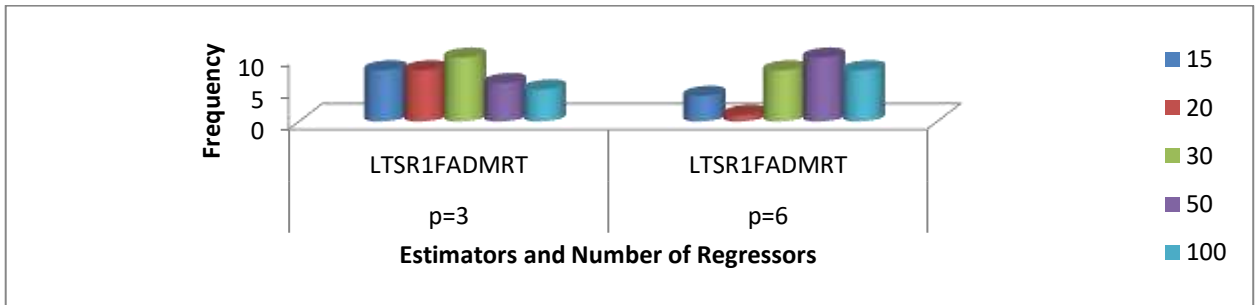 Frequency
10
5
0
LTSR1FADMRT LTSR1FADMRT
p=3 p=6
Estimators and Number of Regressors
15
20
30
50
100